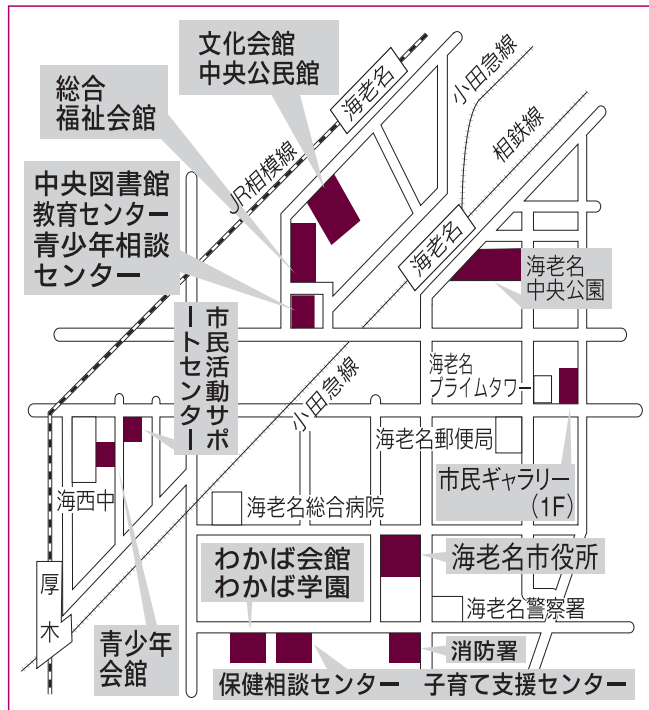 文化会館
中央公民館
総合
福祉会館
JR相模線
海老名
小田急線
相鉄線
中央図書館
教育センター
青少年相談
センター
海老名
海老名
中央公園
市民活動サポ
ートセンター
小田急線
海老名
プライムタワー
海老名郵便局
市民ギャラリー
(1F)
海西中
海老名総合病院
わかば会館
わかば学園
海老名市役所
厚木
海老名警察署
青少年
会館
消防署
保健相談センター
子育て支援センター